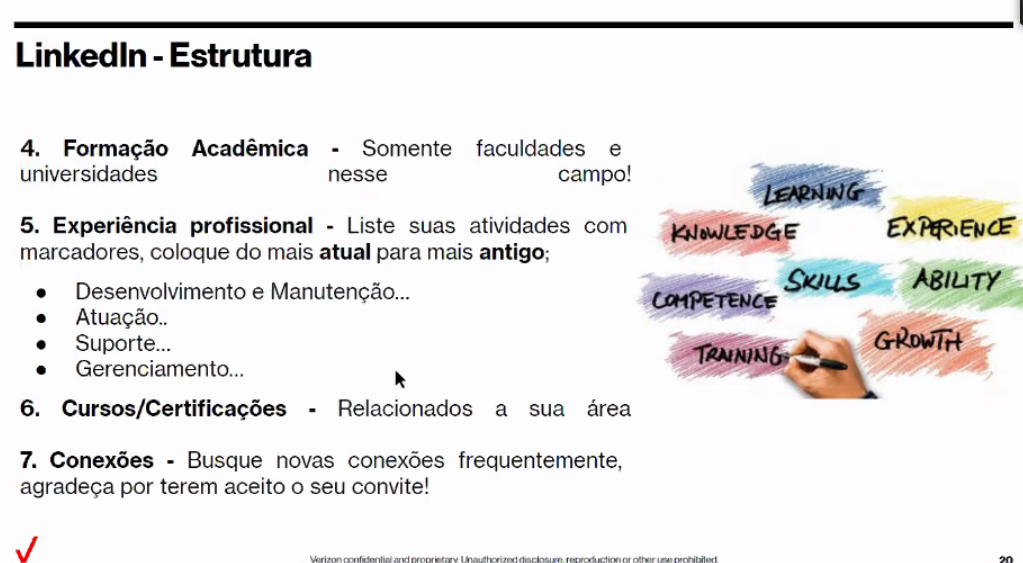 LinkedIn - Estrutura
4. Formação Acadêmica - Somente faculdades e
universidades nesse campo!
5. Experiência profissional - Liste suas atividades com
marcadores, coloque do mais atual para mais antigo;
● Desenvolvimento e Manutenção...
● Atuação..
● Suporte...
● Gerenciamento...
6. Cursos/Certificações - Relacionados a sua área
7. Conexões - Busque novas conexões frequentemente,
agradeça por terem aceito o seu convite!
LEARNING
KNOWLEDGE
EXPERIENCE
COMPETENCE
SKILLS
ABILITY
TRAINING
GROWTH
Verizon confidential and proprietary. Unauthorized disclosure, reproduction or other use prohibited.
20